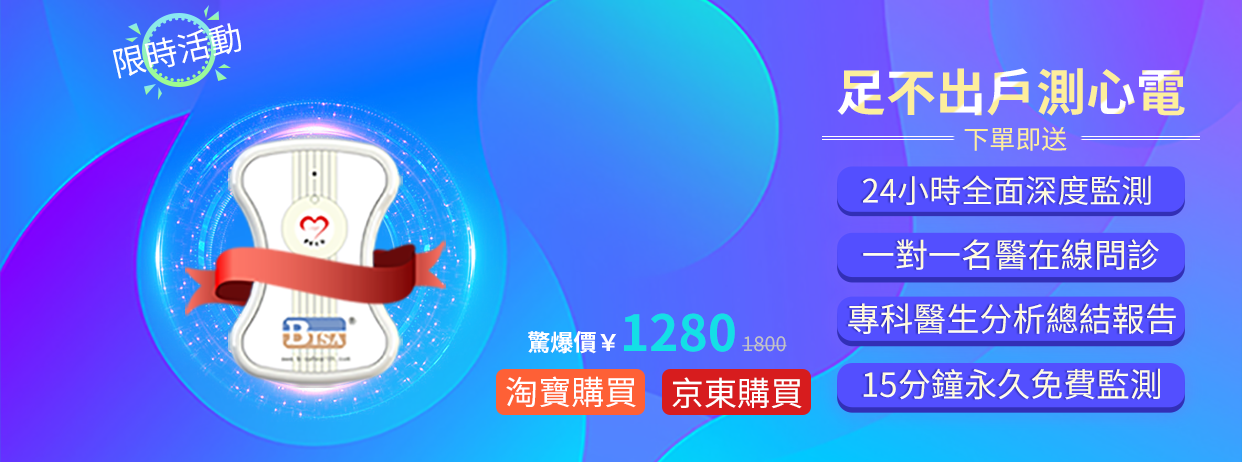 限時活動
BISA
®
驚爆價￥1280 1800
淘寶購買
京東購買
足不出戶測心電
下單即送
24小時全面深度監測
一對一名醫在線問診
專科醫生分析總結報告
15分鐘永久免費監測